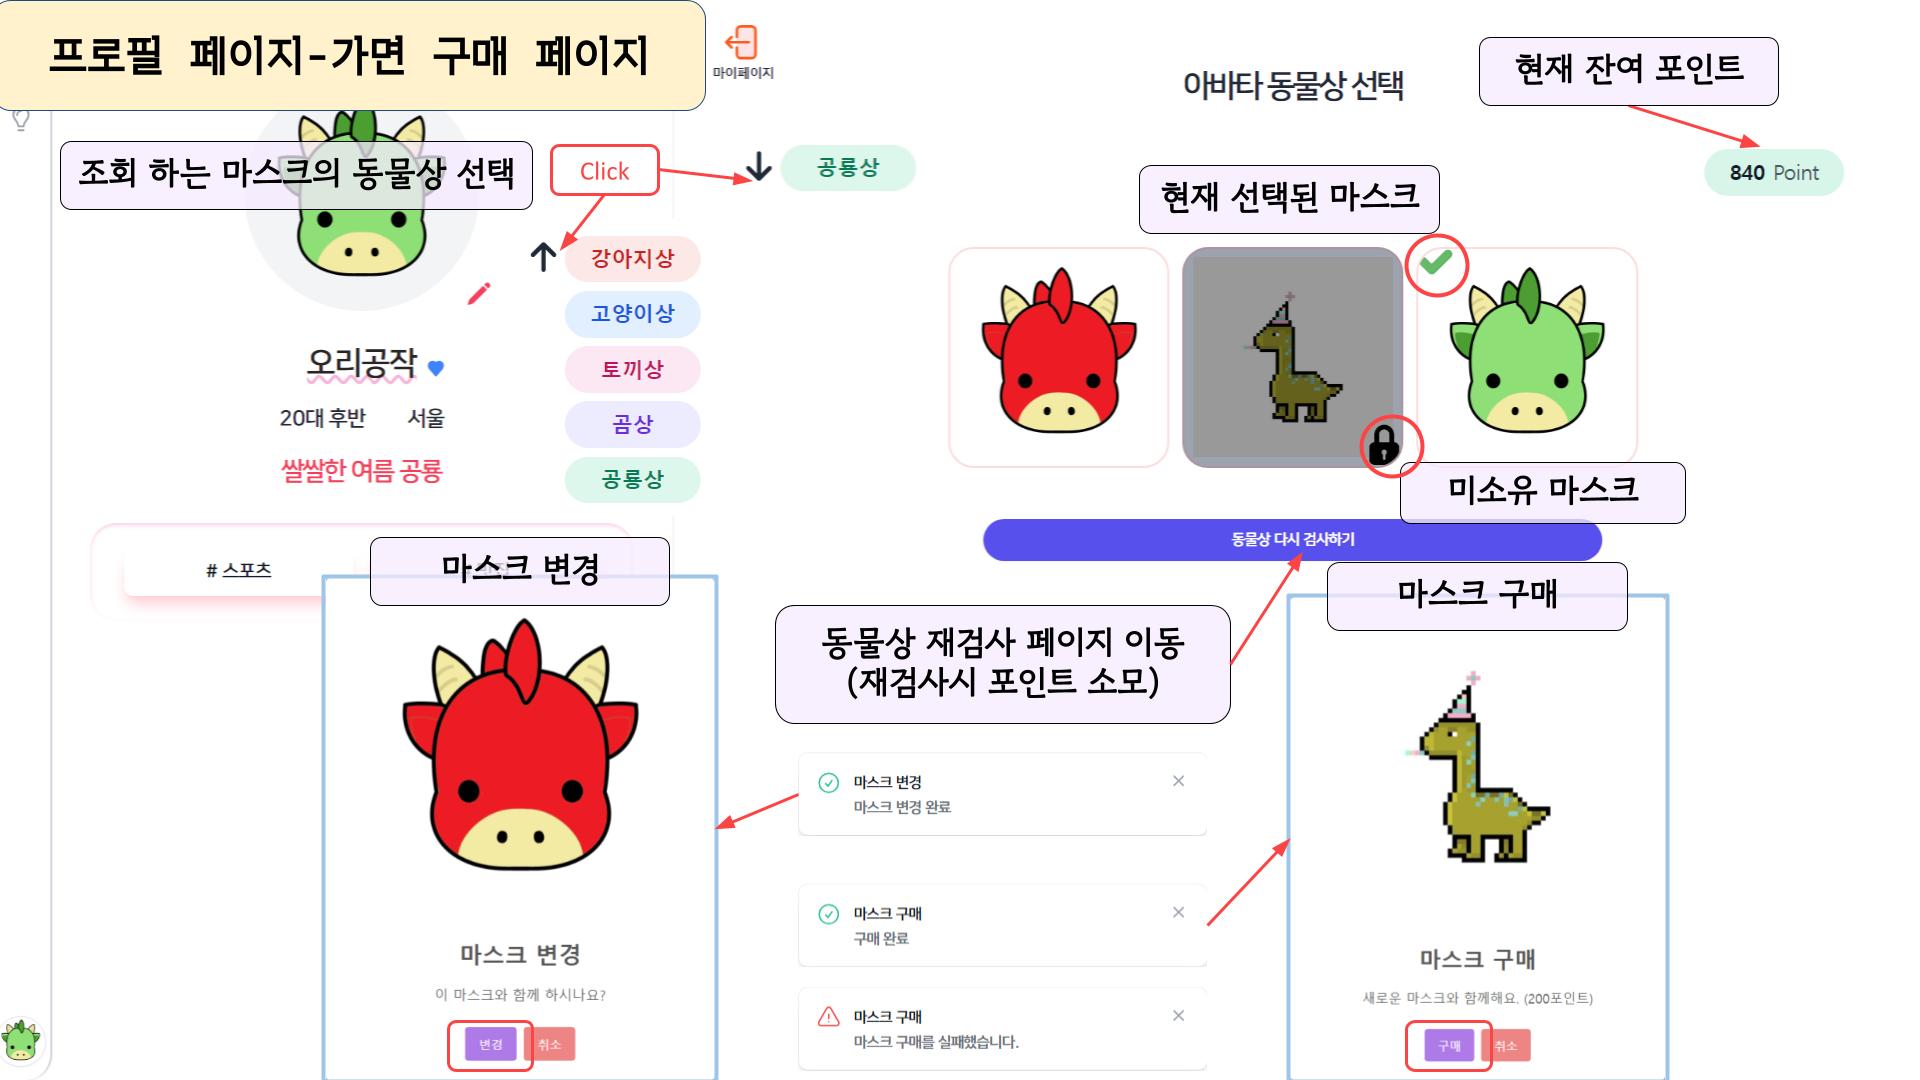 프로필 페이지-가면 구매 페이지
마이페이지
아바타 동물상 선택
현재 잔여 포인트
840 Point
조회 하는 마스크의 동물상 선택
Click
공룡상
현재 선택된 마스크
강아지상
고양이상
토끼상
곰상
공룡상
오리공작
20대 후반 서울
쌀쌀한 여름 공룡
미소유 마스크
동물상 다시 검사하기
# 스포츠
마스크 변경
마스크 구매
동물상 재검사 페이지 이동
(재검사시 포인트 소모)
마스크 변경
마스크 변경 완료
마스크 구매
구매 완료
마스크 구매
마스크 구매를 실패했습니다.
마스크 변경
이 마스크와 함께 하시나요?
변경 취소
마스크 구매
새로운 마스크와 함께해요. (200포인트)
구매 취소